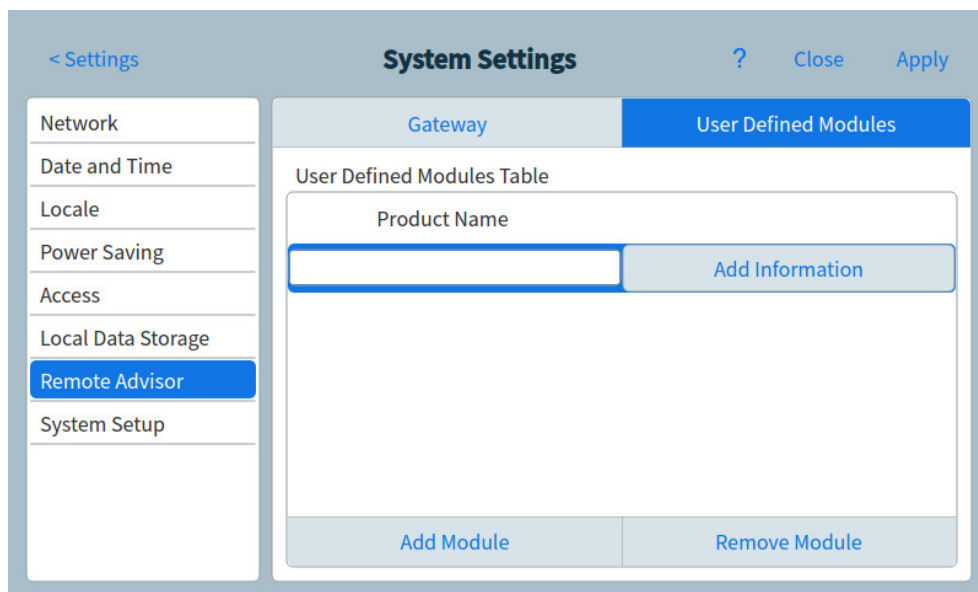 < Settings
System Settings
? Close Apply
Network
Date and Time
Locale
Power Saving
Access
Local Data Storage
Remote Advisor
System Setup
Gateway
User Defined Modules
User Defined Modules Table
Product Name
Add Information
Add Module
Remove Module